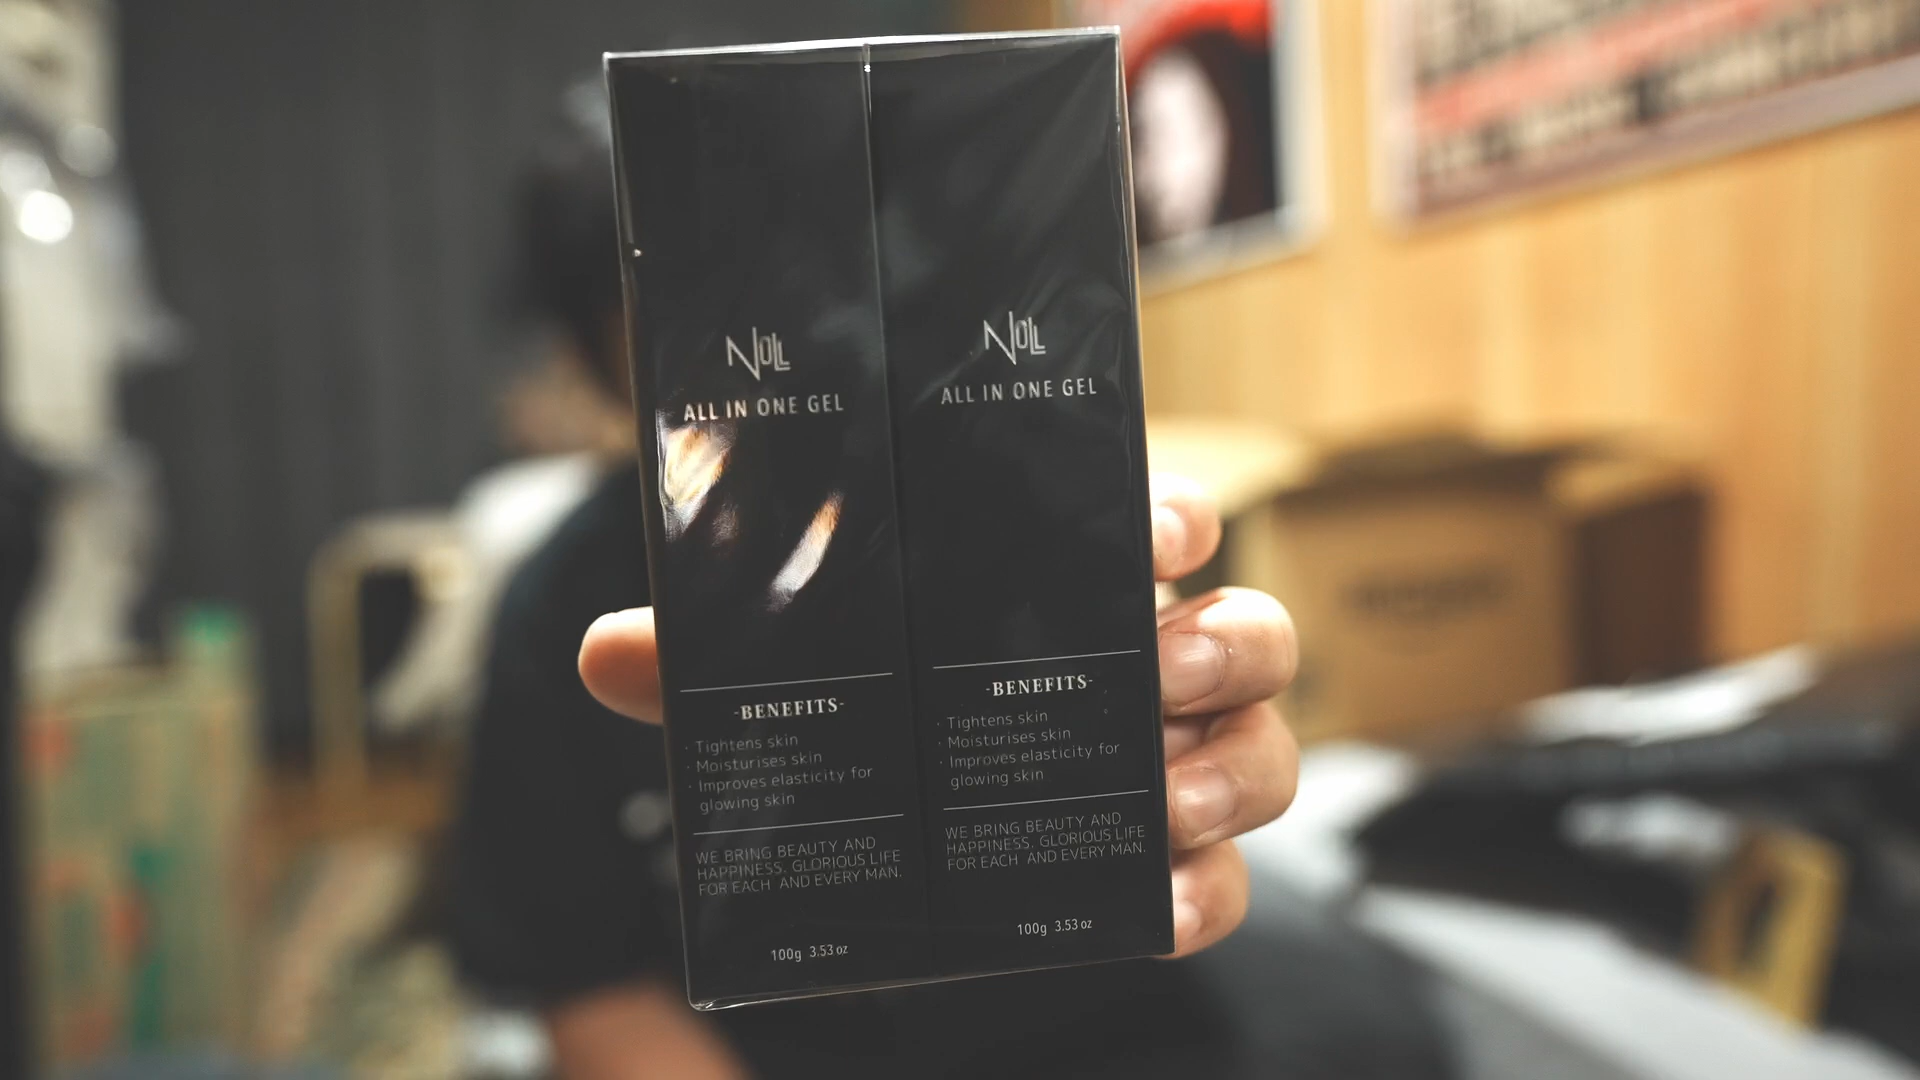 NOLL
ALL IN ONE GEL
-BENEFITS-
· Tightens skin
· Moisturises skin
· Improves elasticity for
glowing skin
WE BRING BEAUTY AND
HAPPINESS. GLORIOUS LIFE
FOR EACH AND EVERY MAN.
100g 3.53 oz
NOLL
ALL IN ONE GEL
-BENEFITS-
· Tightens skin
· Moisturises skin
· Improves elasticity for
glowing skin
WE BRING BEAUTY AND
HAPPINESS. GLORIOUS LIFE
FOR EACH AND EVERY MAN.
100g 3.53 oz